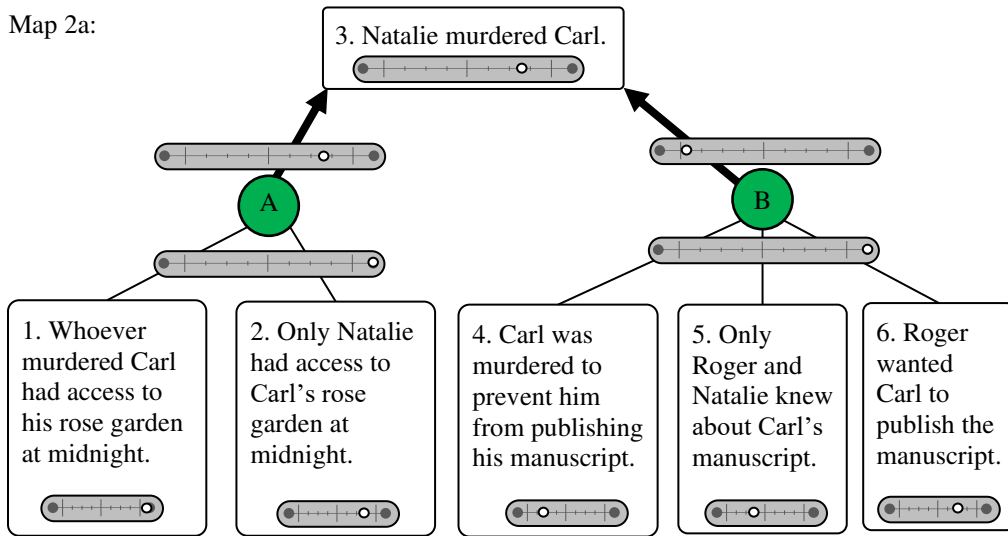 Map 2a:
3. Natalie murdered Carl.
A
B
1. Whoever
murdered Carl
had access to
his rose garden
at midnight.
2. Only Natalie
had access to
Carl’s rose
garden at
midnight.
4. Carl was
murdered to
prevent him
from publishing
his manuscript.
5. Only
Roger and
Natalie knew
about Carl’s
manuscript.
6. Roger
wanted
Carl to
publish the
manuscript.